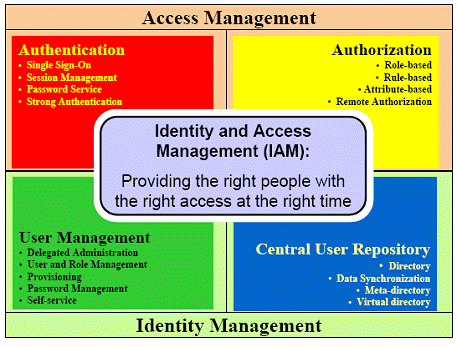 Access Management
Authentication
• Single Sign-On
• Session Management
• Password Service
• Strong Authentication
Authorization
• Role-based
• Rule-based
• Attribute-based
• Remote Authorization
Identity and Access
Management (IAM):
Providing the right people with
the right access at the right time
User Management
• Delegated Administration
• User and Role Management
• Provisioning
• Password Management
• Self-service
Central User Repository
• Directory
• Data Synchronization
• Meta-directory
• Virtual directory
Identity Management